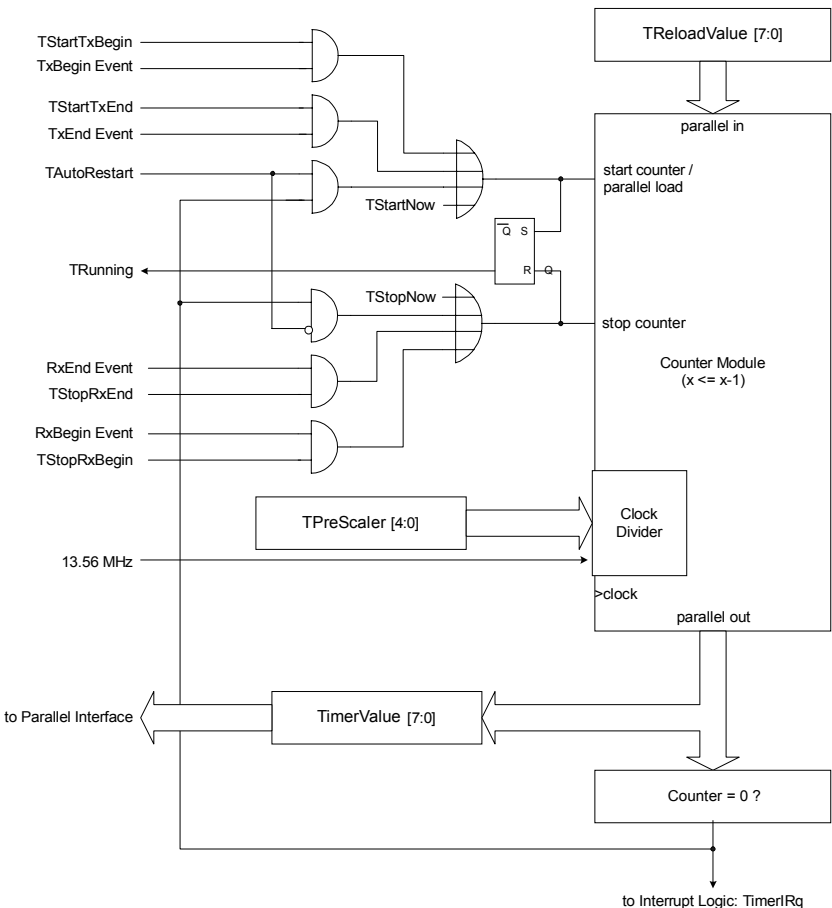 TStartTxBegin
TxBegin Event
TStartTxEnd
TxEnd Event
TAutoRestart
TStartNow
TReloadValue [7:0]
parallel in
start counter /
parallel load
Q S
R Q
TRunning
TStopNow
stop counter
RxEnd Event
TStopRxEnd
RxBegin Event
TStopRxBegin
Counter Module
(x <= x-1)
TPreScaler [4:0]
Clock
Divider
13.56 MHz
>clock
parallel out
to Parallel Interface
TimerValue [7:0]
Counter = 0 ?
to Interrupt Logic: TimerIRq